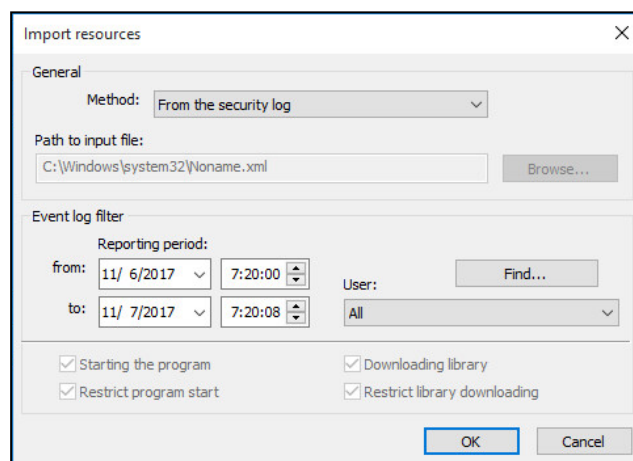 Import resources
General
Method: From the security log
Path to input file:
C:\Windows\system32\Noname.xml Browse...
Event log filter
Reporting period:
from: 11/ 6/2017 7:20:00 Find...
User:
to: 11/ 7/2017 7:20:08 All
Starting the program Downloading library
Restrict program start Restrict library downloading
OK Cancel